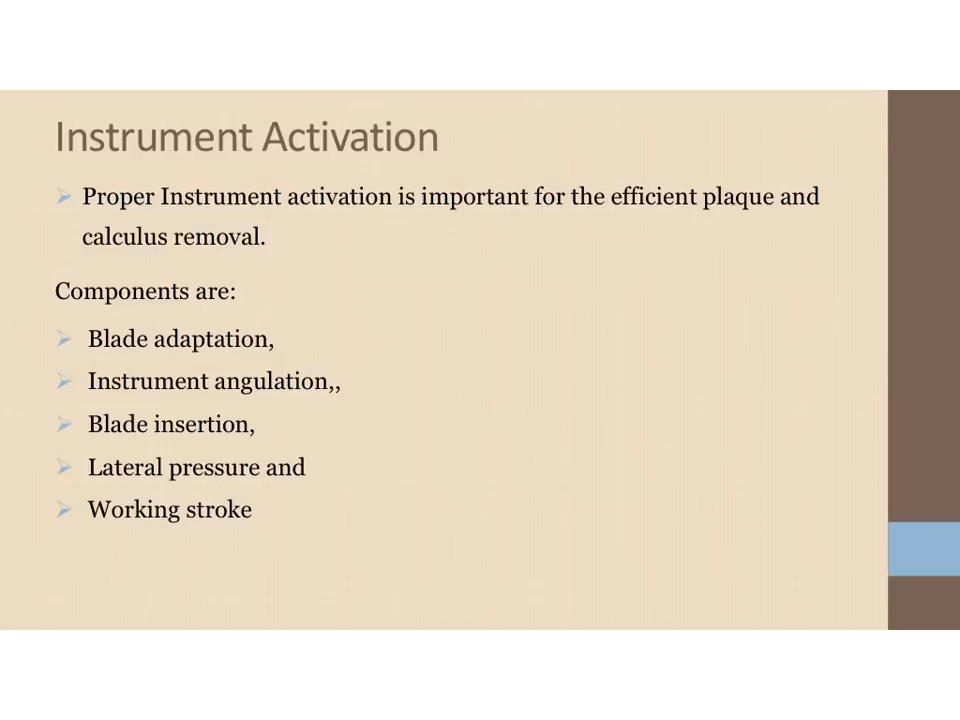 Instrument Activation
Proper Instrument activation is important for the efficient plaque and
calculus removal.
Components are:
Blade adaptation,
Instrument angulation,,
Blade insertion,
Lateral pressure and
Working stroke